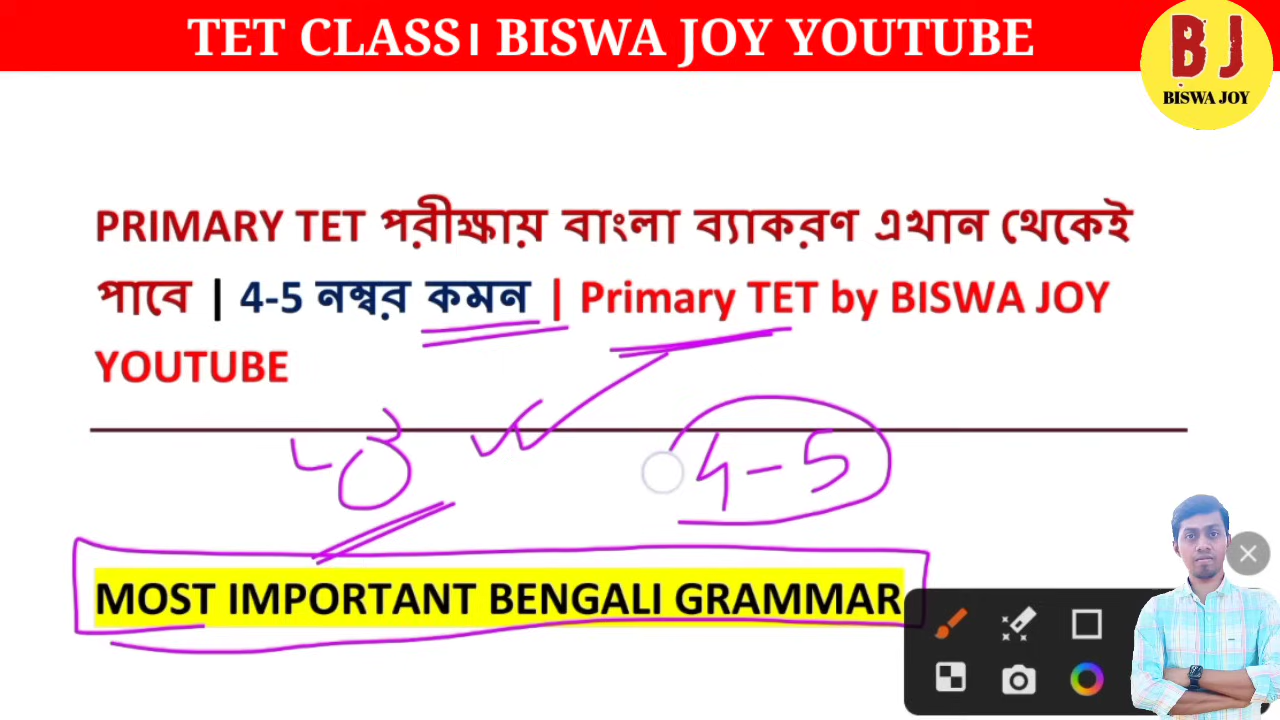 TET CLASS। BISWA JOY YOUTUBE
B J
BISWA JOY
PRIMARY TET পরীক্ষায় বাংলা ব্যাকরণ এখান থেকেই
পাবে | 4-5 নম্বর কমন | Primary TET by BISWA JOY
YOUTUBE
4-5
MOST IMPORTANT BENGALI GRAMMAR